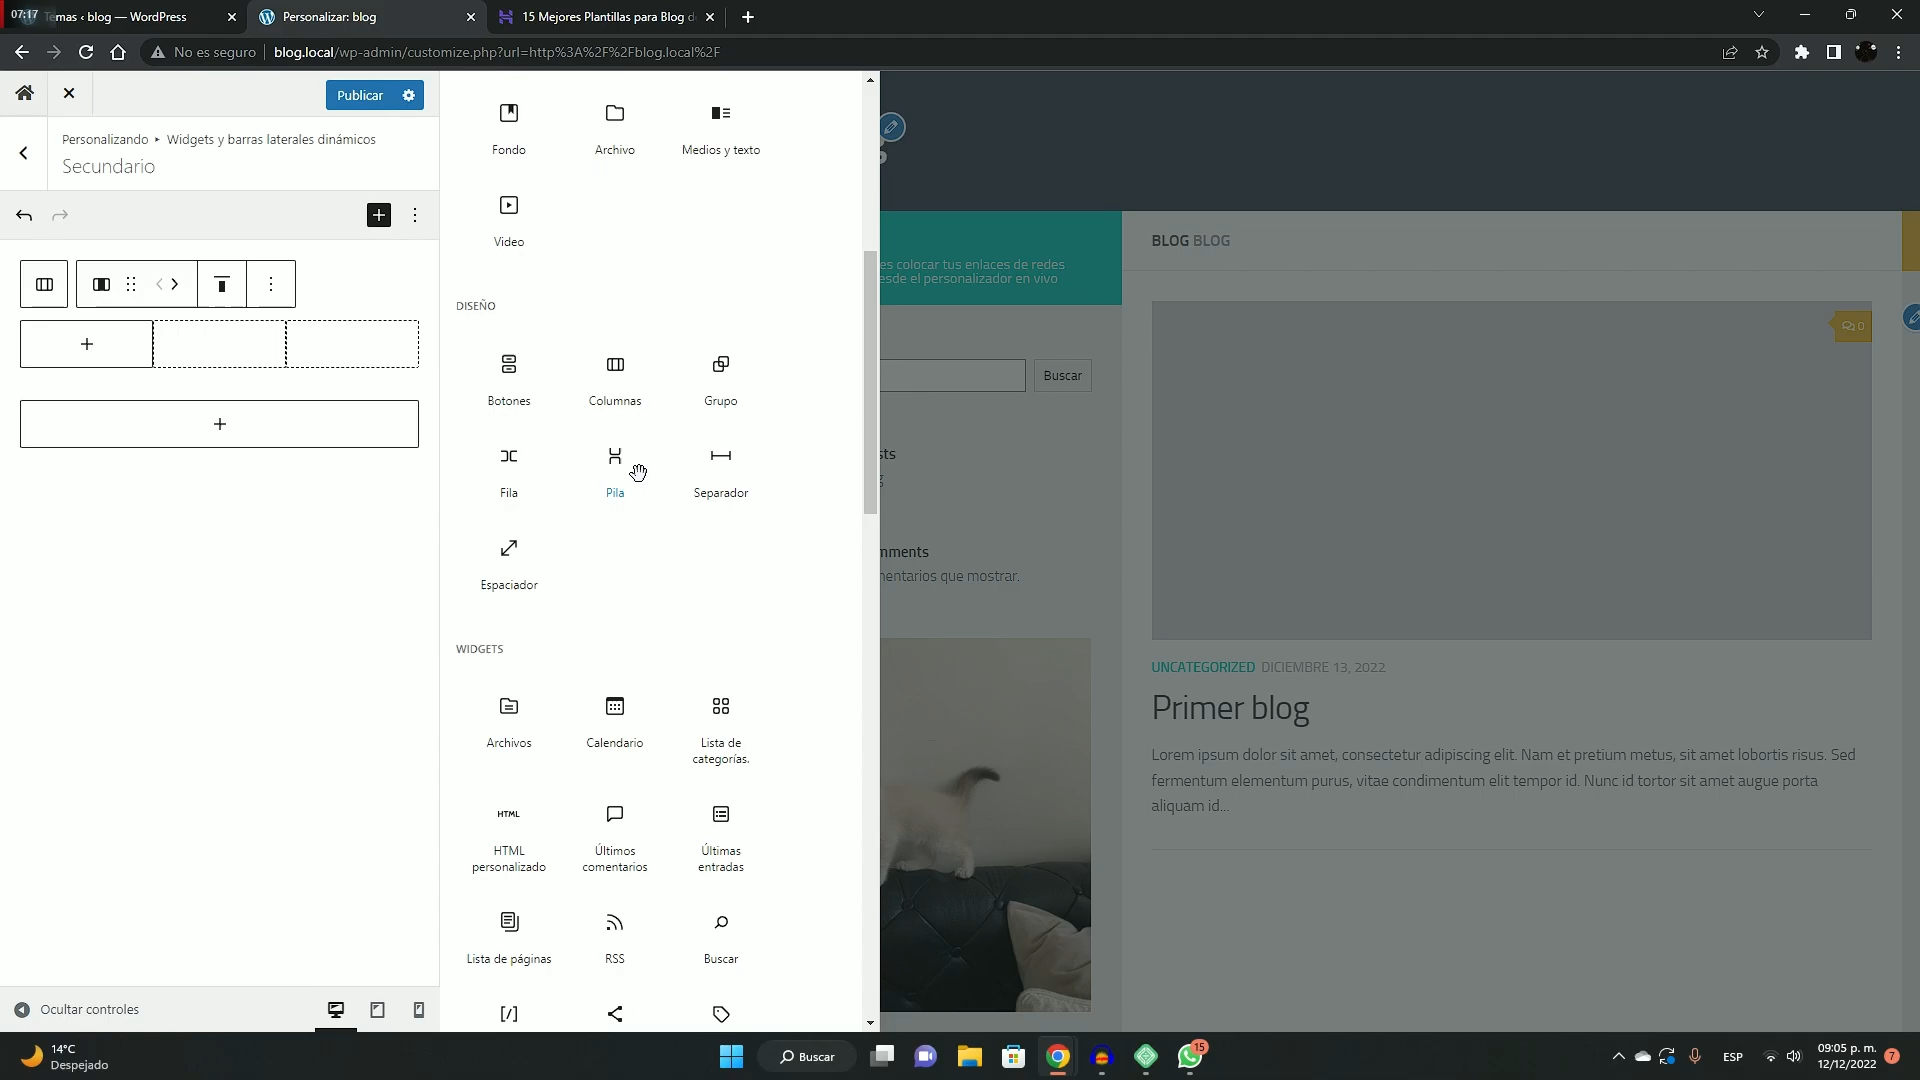 07:17
Temas ‹ blog — WordPress
Personalizar: blog
15 Mejores Plantillas para Blog d
No es seguro
blog.local/wp-admin/customize.php?url=http%3A%2F%2Fblog.local%2F
Publicar
Personalizando ▸ Widgets y barras laterales dinámicos
Secundario
Ocultar controles
Fondo
Archivo
Medios y texto
Video
DISEÑO
Botones
Columnas
Grupo
Fila
Pila
Separador
Espaciador
WIDGETS
Archivos
Calendario
Lista de
categorías.
HTML
HTML
personalizado
Últimos
comentarios
Últimas
entradas
Lista de páginas
RSS
Buscar
[/]
es colocar tus enlaces de redes
esde el personalizador en vivo
Buscar
sts
mments
nentarios que mostrar.
BLOG BLOG
0
UNCATEGORIZED DICIEMBRE 13, 2022
Primer blog
Lorem ipsum dolor sit amet, consectetur adipiscing elit. Nam et pretium metus, sit amet lobortis risus. Sed
fermentum elementum purus, vitae condimentum elit tempor id. Nunc id tortor sit amet augue porta
aliquam id...
14°C
Despejado
Buscar
15
ESP
09:05 p. m.
12/12/2022
7